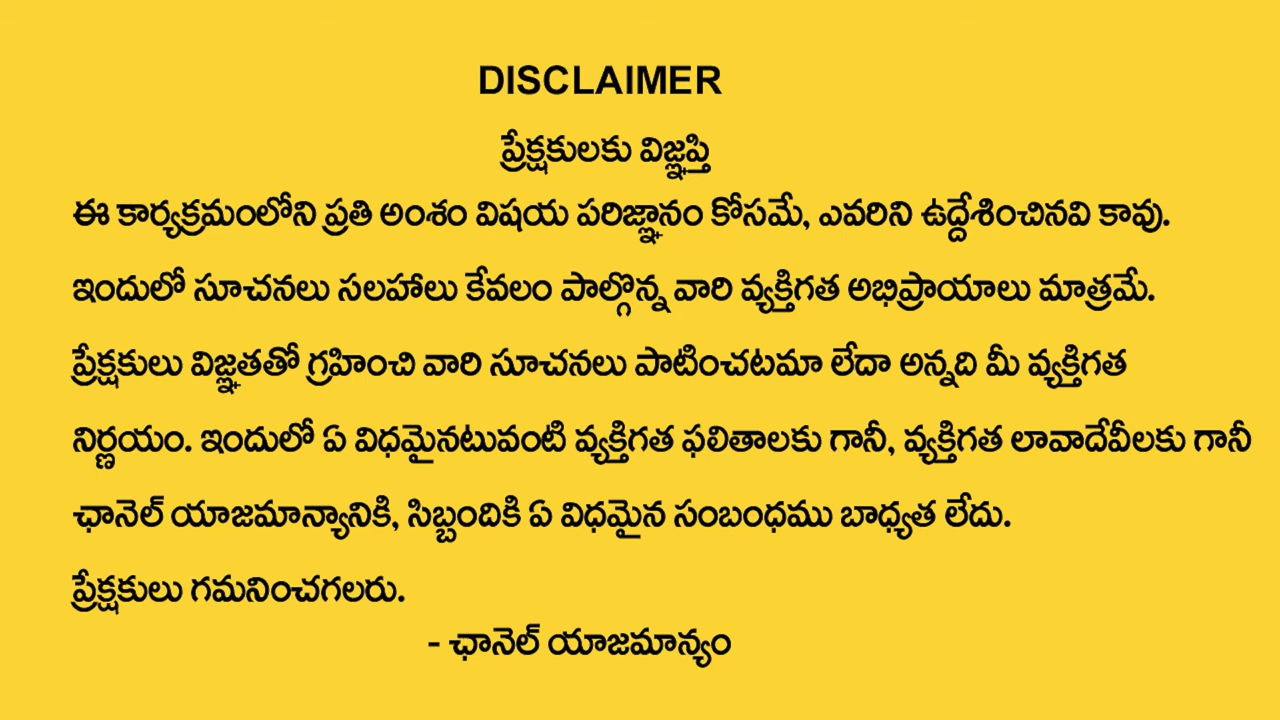 DISCLAIMER
ప్రేక్షకులకు విజ్ఞప్తి
ఈ కార్యక్రమంలోని ప్రతి అంశం విషయ పరిజ్ఞానం కోసమే, ఎవరిని ఉద్దేశించినవి కావు.
ఇందులో సూచనలు సలహాలు కేవలం పాల్గొన్న వారి వ్యక్తిగత అభిప్రాయాలు మాత్రమే.
ప్రేక్షకులు విజ్ఞతతో గ్రహించి వారి సూచనలు పాటించటమా లేదా అన్నది మీ వ్యక్తిగత
నిర్ణయం. ఇందులో ఏ విధమైనటువంటి వ్యక్తిగత ఫలితాలకు గానీ, వ్యక్తిగత లావాదేవీలకు గానీ
ఛానెల్ యాజమాన్యానికి, సిబ్బందికి ఏ విధమైన సంబంధము బాధ్యత లేదు.
ప్రేక్షకులు గమనించగలరు.
- ఛానెల్ యాజమాన్యం